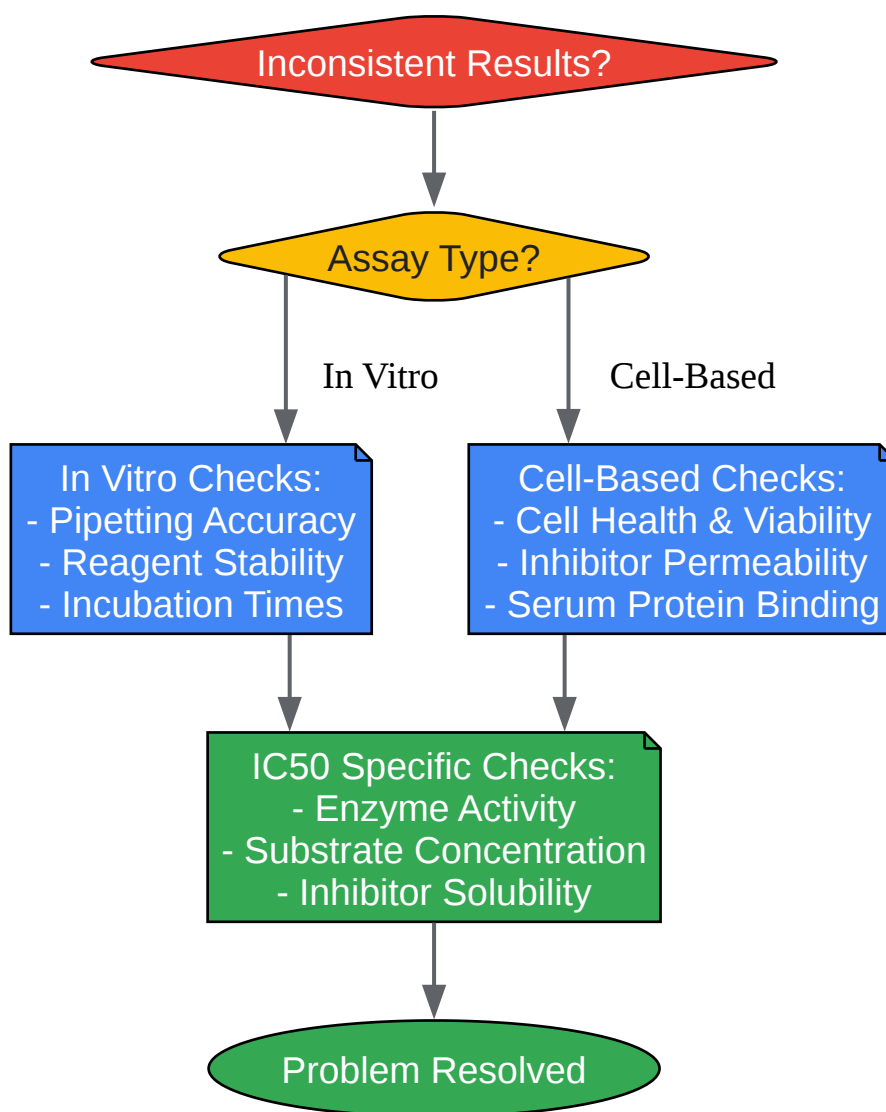 Inconsistent Results?
Assay Type?
In Vitro
Cell-Based
In Vitro Checks:
- Pipetting Accuracy
- Reagent Stability
- Incubation Times
Cell-Based Checks:
- Cell Health & Viability
- Inhibitor Permeability
- Serum Protein Binding
IC50 Specific Checks:
- Enzyme Activity
- Substrate Concentration
- Inhibitor Solubility
Problem Resolved